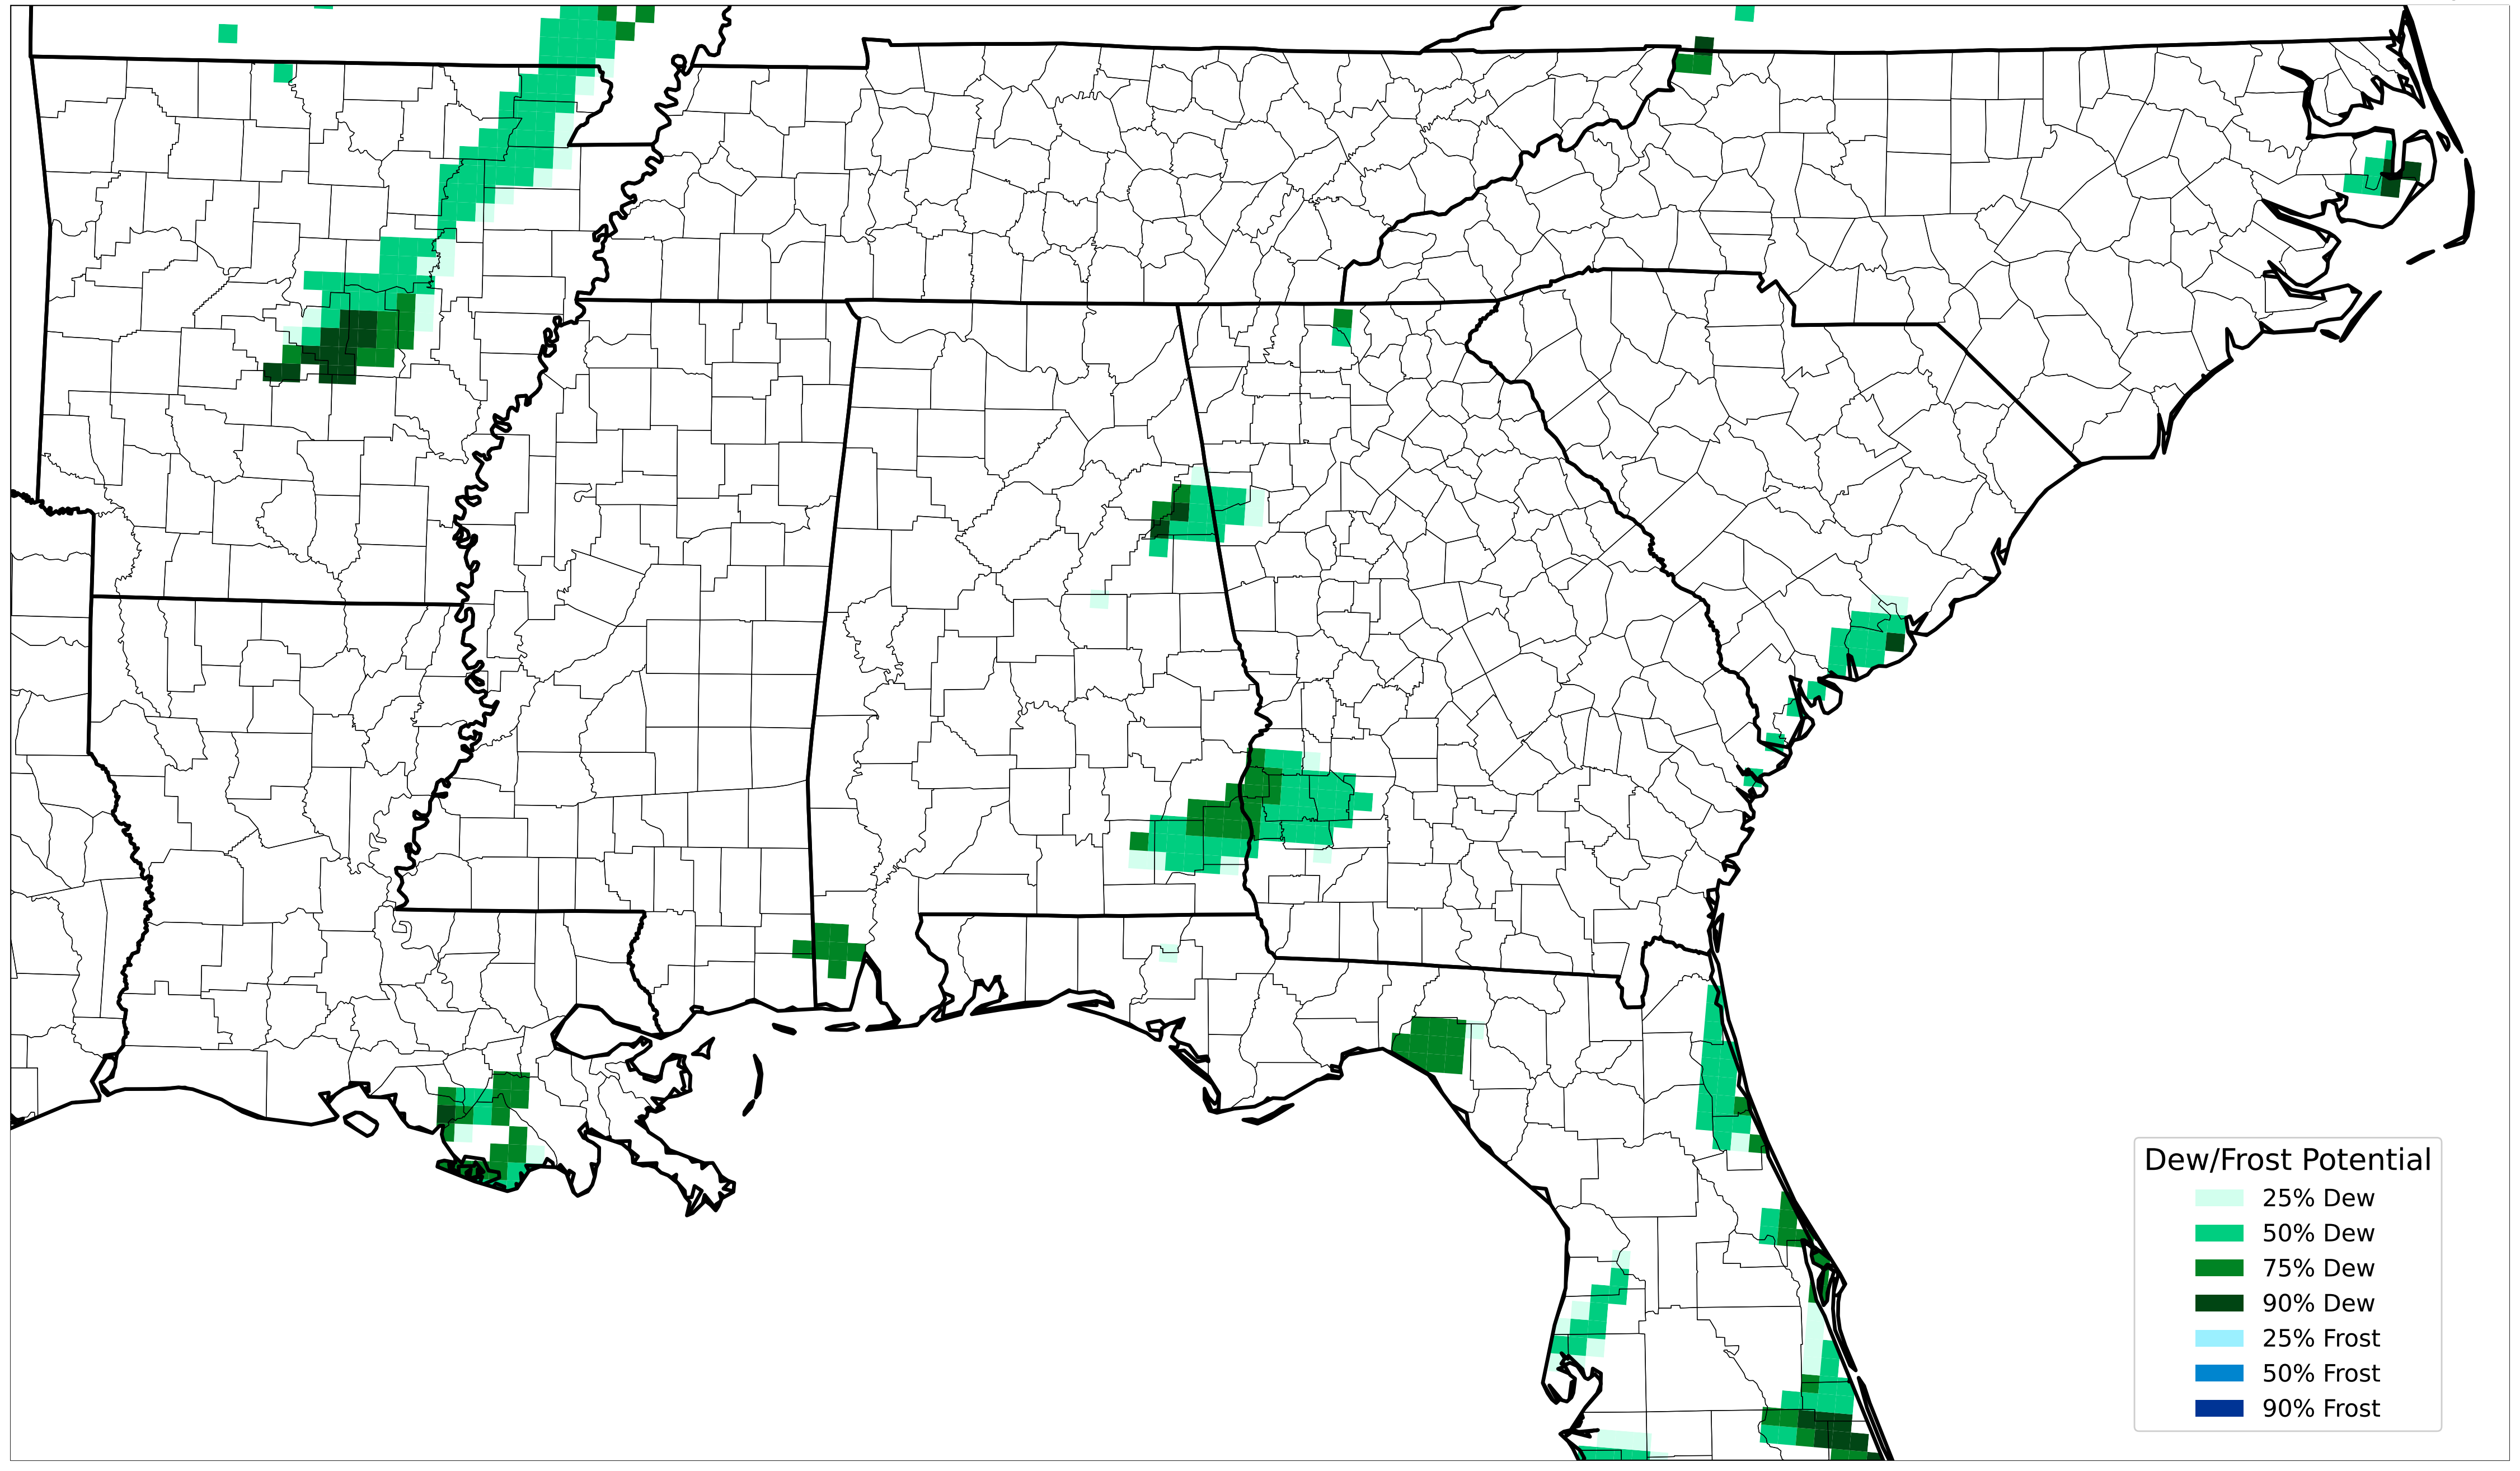 Dew/Frost Potential
25% Dew
50% Dew
75% Dew
90% Dew
25% Frost
50% Frost
90% Frost